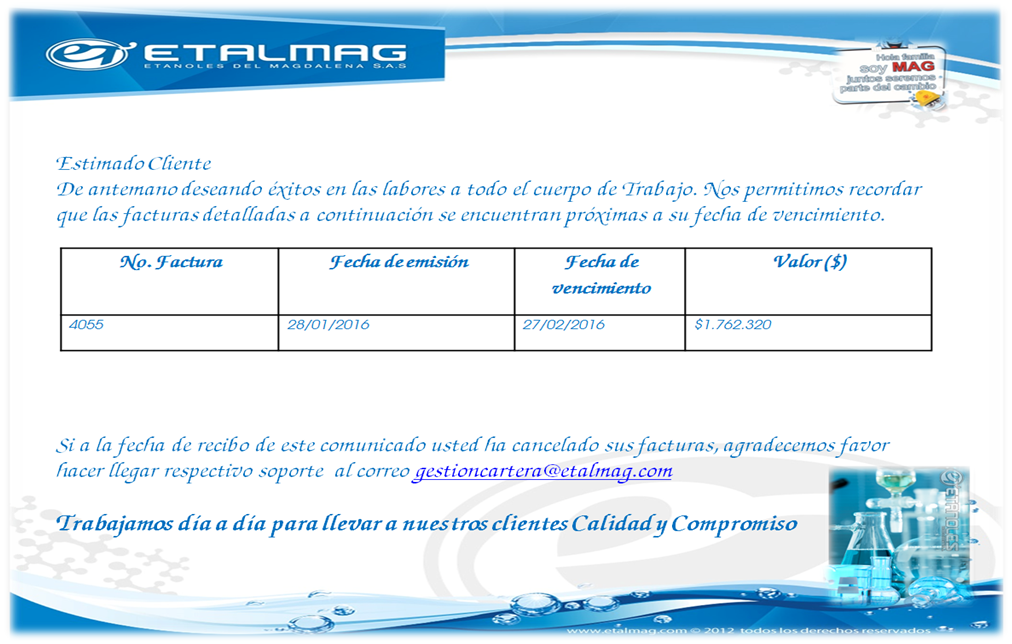 ETALMAG
ETANOLES DEL MAGDALENA S.A.S
Hola familia
soy MAG
juntos seremos
parte del cambio
Estimado Cliente
De antemano deseando éxitos en las labores a todo el cuerpo de Trabajo. Nos permitimos recordar
que las facturas detalladas a continuación se encuentran próximas a su fecha de vencimiento.
No. Factura Fecha de emisión Fecha de vencimiento Valor ($)
4055 28/01/2016 27/02/2016 $1.762.320
Si a la fecha de recibo de este comunicado usted ha cancelado sus facturas, agradecemos favor
hacer llegar respectivo soporte al correo gestioncartera@etalmag.com
Trabajamos día a día para llevar a nuestros clientes Calidad y Compromiso
www.etalmag.com © 2012 todos los derechos reservados